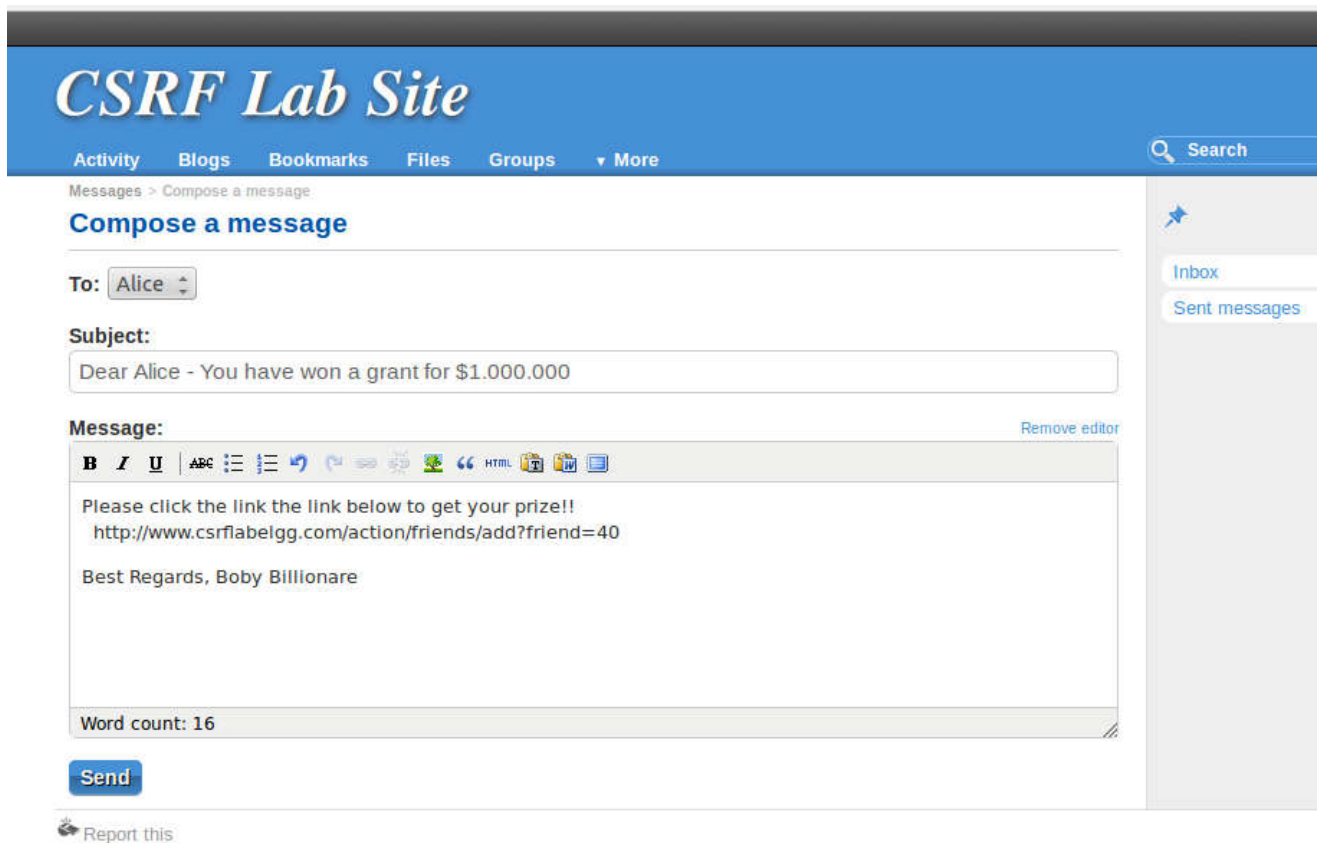 CSRF Lab Site
Activity Blogs Bookmarks Files Groups ▾ More
Search
Messages > Compose a message
Compose a message
To: Alice
Inbox
Sent messages
Subject:
Dear Alice - You have won a grant for $1.000.000
Message:
Remove editor
B I U ABC HTML T W
Please click the link the link below to get your prize!!
http://www.csrflabelgg.com/action/friends/add?friend=40
Best Regards, Boby Billionare
Word count: 16
Send
Report this